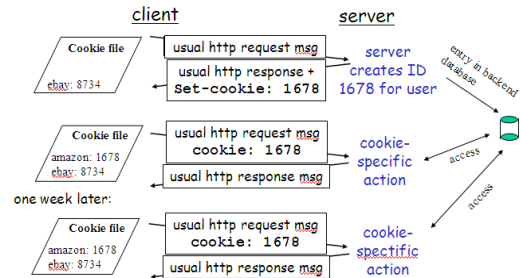 client
server
Cookie file
ebay: 8734
usual http request msg
usual http response +
Set-cookie: 1678
server
creates ID
1678 for user
entry in backend
database
Cookie file
amazon: 1678
ebay: 8734
usual http request msg
cookie: 1678
usual http response msg
cookie-
specific
action
access
access
one week later:
Cookie file
amazon: 1678
ebay: 8734
usual http request msg
cookie: 1678
usual http response msg
cookie-
spectific
action